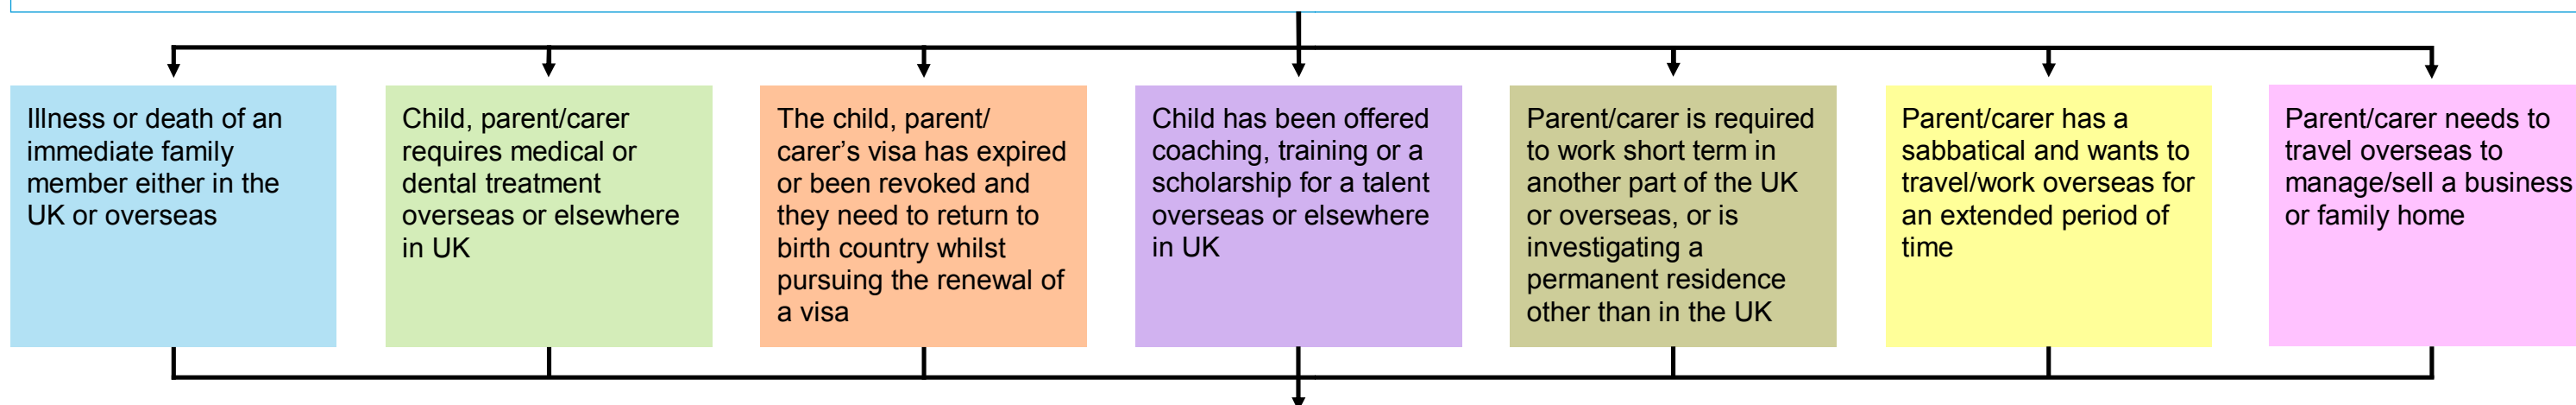 Illness or death of an
immediate family
member either in the
UK or overseas
Child, parent/carer
requires medical or
dental treatment
overseas or elsewhere
in UK
The child, parent/
carer’s visa has expired
or been revoked and
they need to return to
birth country whilst
pursuing the renewal of
a visa
Child has been offered
coaching, training or a
scholarship for a talent
overseas or elsewhere
in UK
Parent/carer is required
to work short term in
another part of the UK
or overseas, or is
investigating a
permanent residence
other than in the UK
Parent/carer has a
sabbatical and wants to
travel/work overseas for
an extended period of
time
Parent/carer needs to
travel overseas to
manage/sell a business
or family home